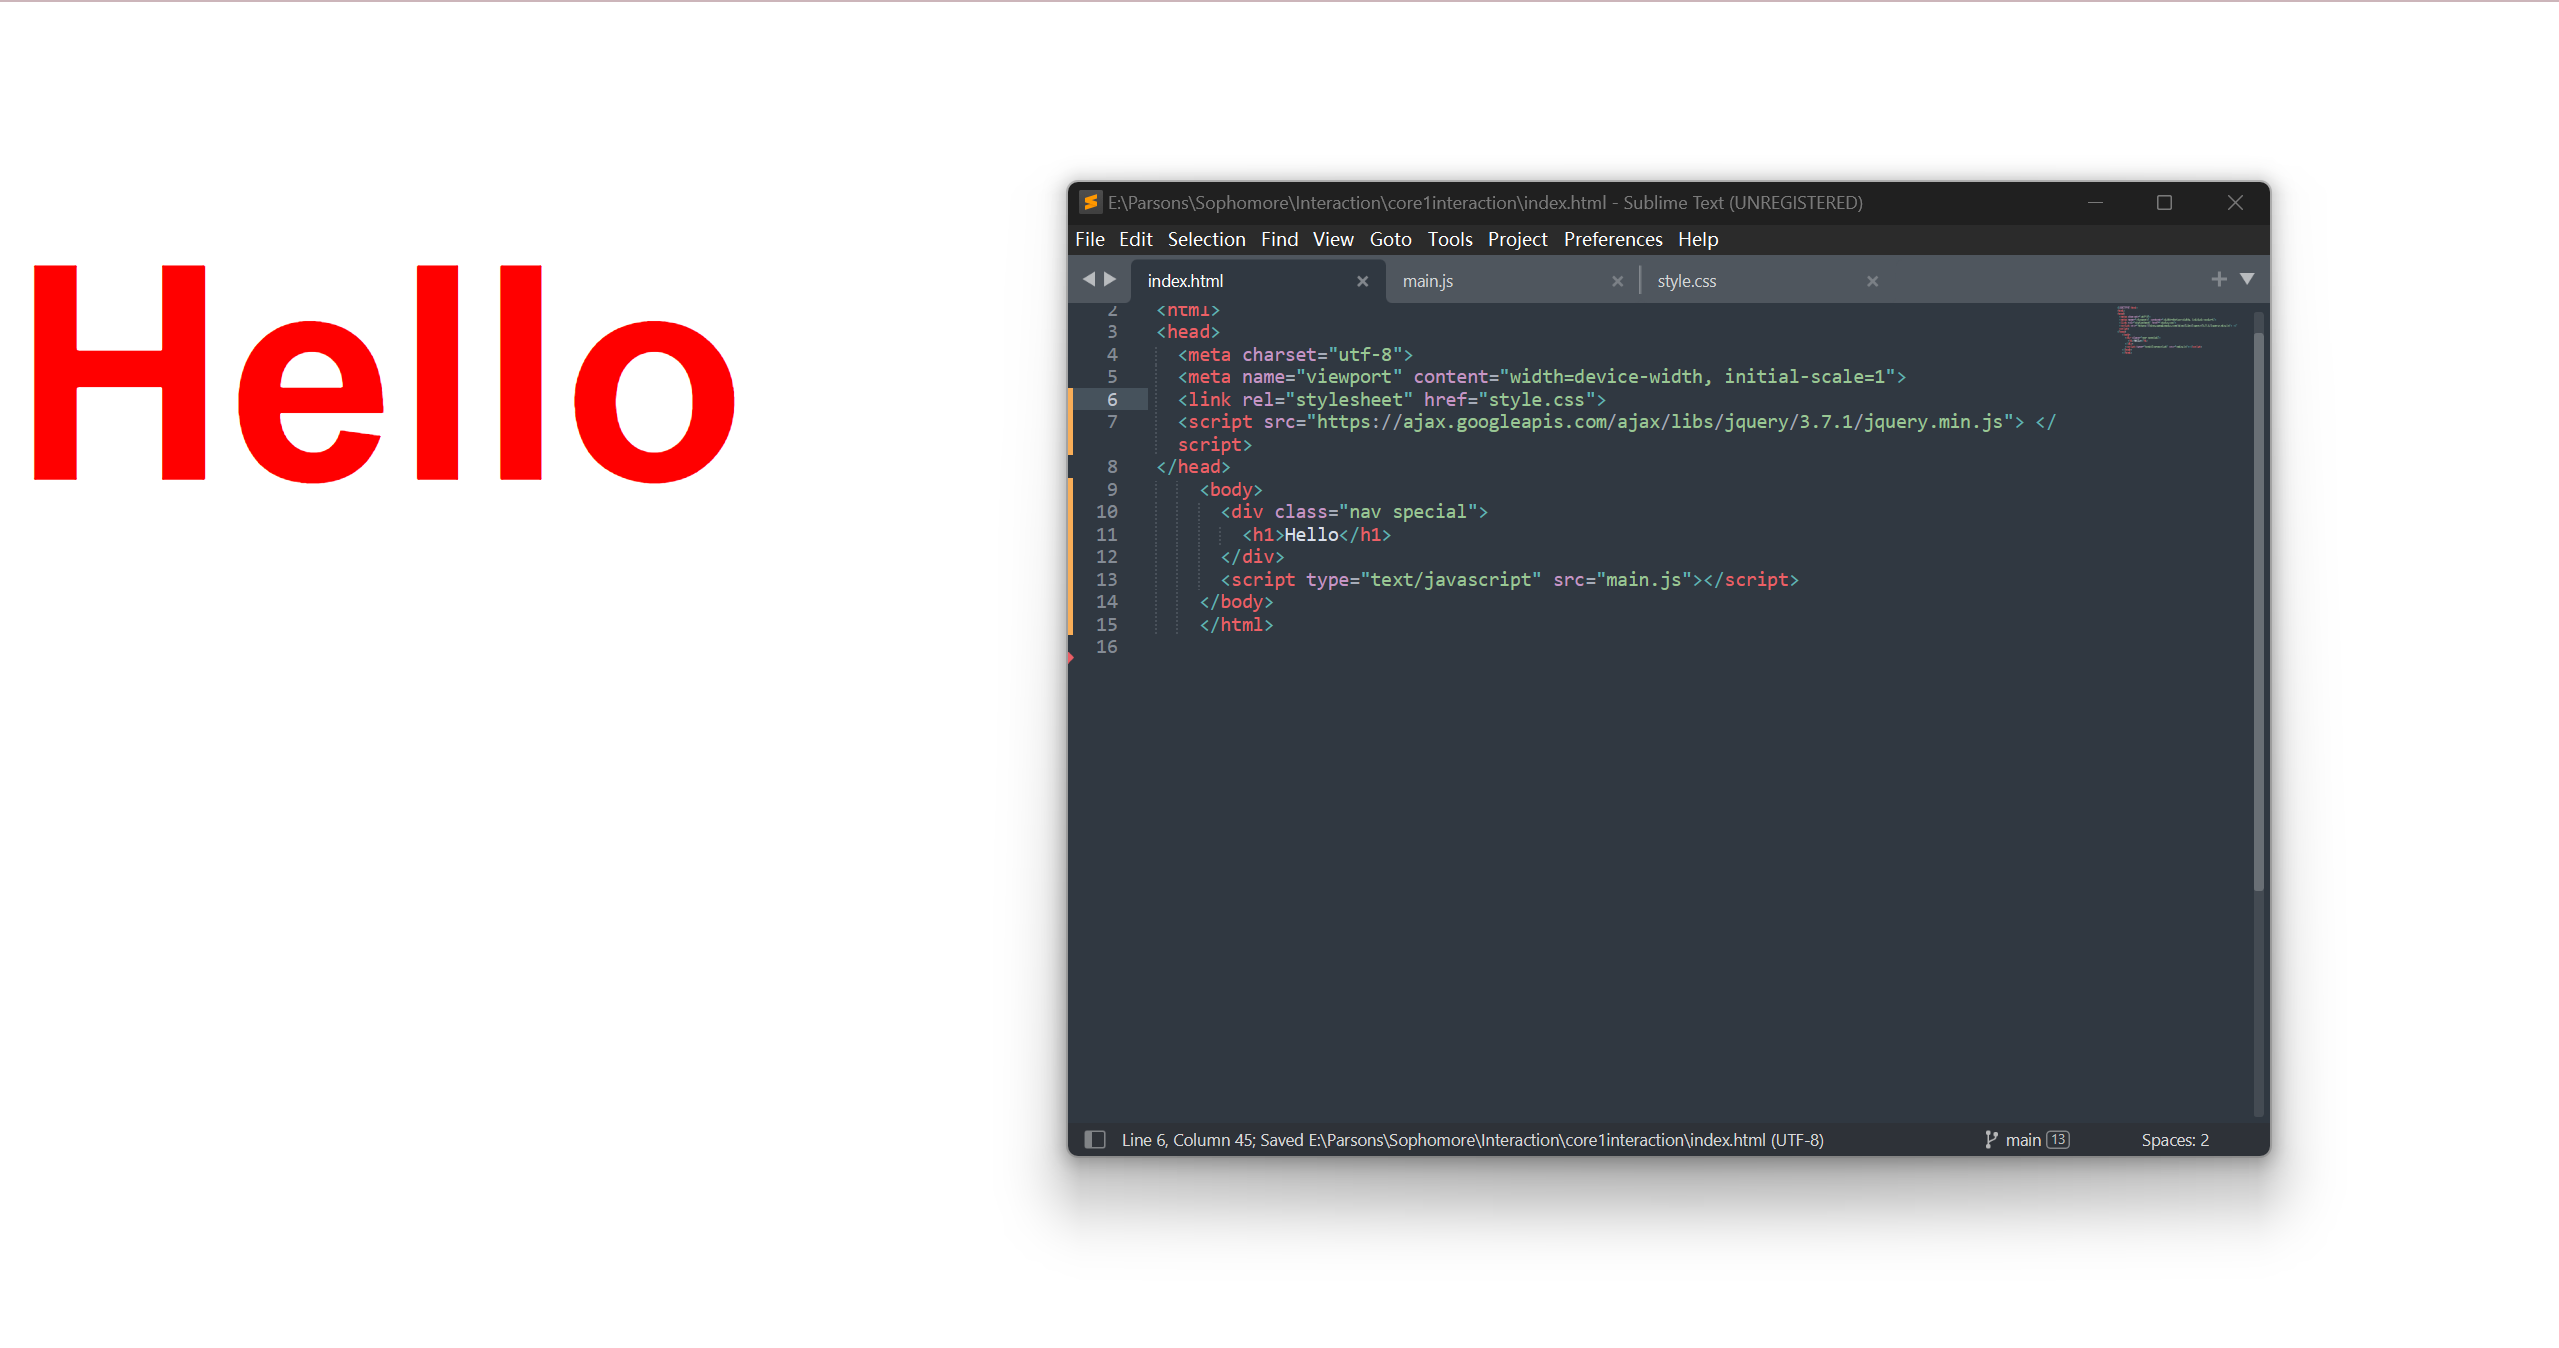 Hello
E:\Parsons\Sophomore\Interaction\core1interaction\index.html - Sublime Text (UNREGISTERED)
File Edit Selection Find View Goto Tools Project Preferences Help
index.html main.js style.css
2 <html>
3 <head>
4 <meta charset="utf-8">
5 <meta name="viewport" content="width=device-width, initial-scale=1">
6 <link rel="stylesheet" href="style.css">
7 <script src="https://ajax.googleapis.com/ajax/libs/jquery/3.7.1/jquery.min.js"> </
script>
8 </head>
9 <body>
10 <div class="nav special">
11 <h1>Hello</h1>
12 </div>
13 <script type="text/javascript" src="main.js"></script>
14 </body>
15 </html>
16
Line 6, Column 45; Saved E:\Parsons\Sophomore\Interaction\core1interaction\index.html (UTF-8) main 13 Spaces: 2